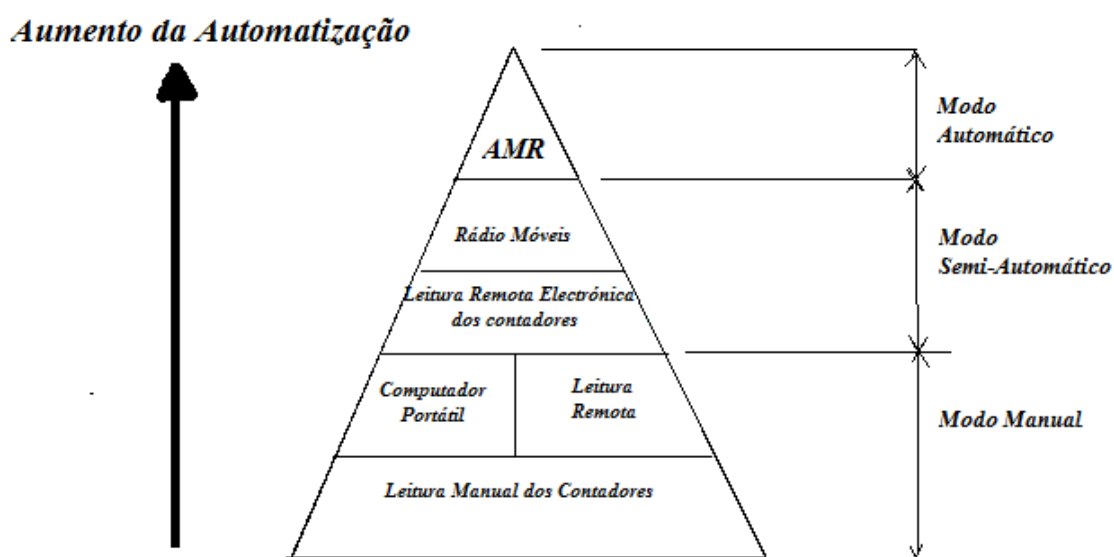 Aumento da Automatização
AMR
Modo
Automático
Rádio Móveis
Modo
Semi-Automático
Leitura Remota Electrónica
dos contadores
Computador
Portátil
Leitura
Remota
Modo Manual
Leitura Manual dos Contadores